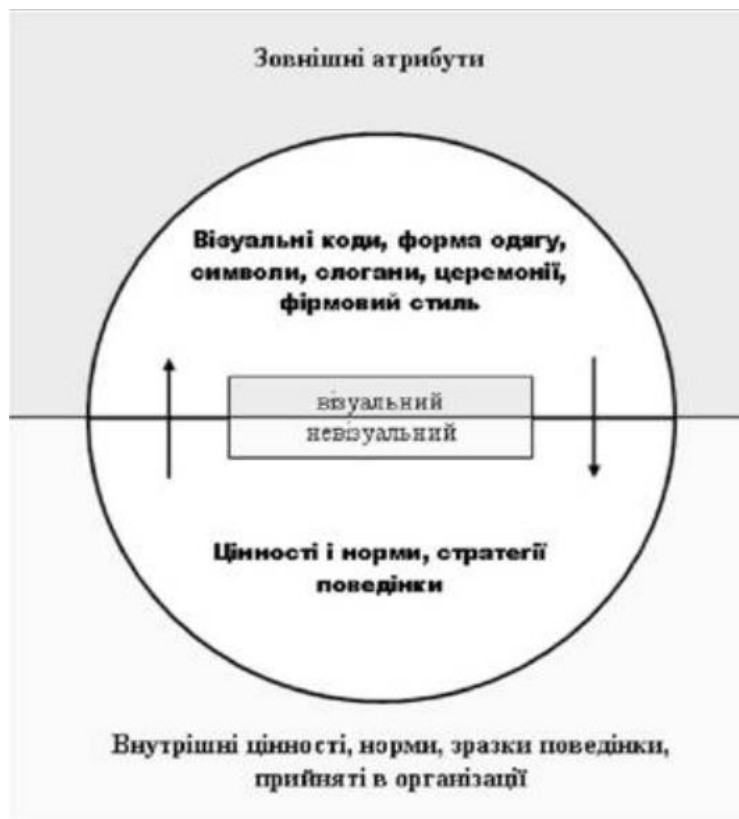 Зовнішні атрибути
Візуальні коди, форма одягу,
символи, слогани, церемонії,
фірмовий стиль
візуальний
невізуальний
Цінності і норми, стратегії
поведінки
Внутрішні цінності, норми, зразки поведінки,
прийняті в організації